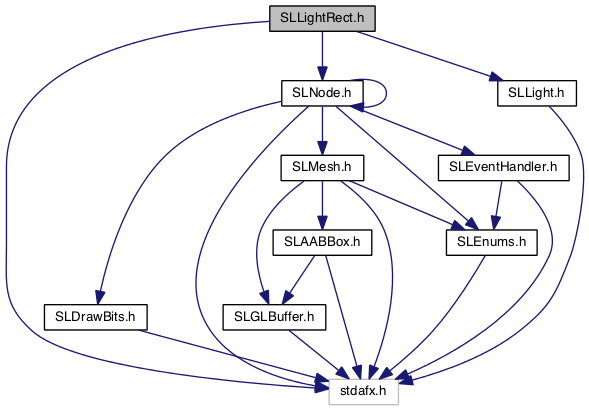 SLLightRect.h
SLNode.h
SLLight.h
SLMesh.h
SLEventHandler.h
SLAABBox.h
SLEnums.h
SLDrawBits.h
SLGLBuffer.h
stdafx.h